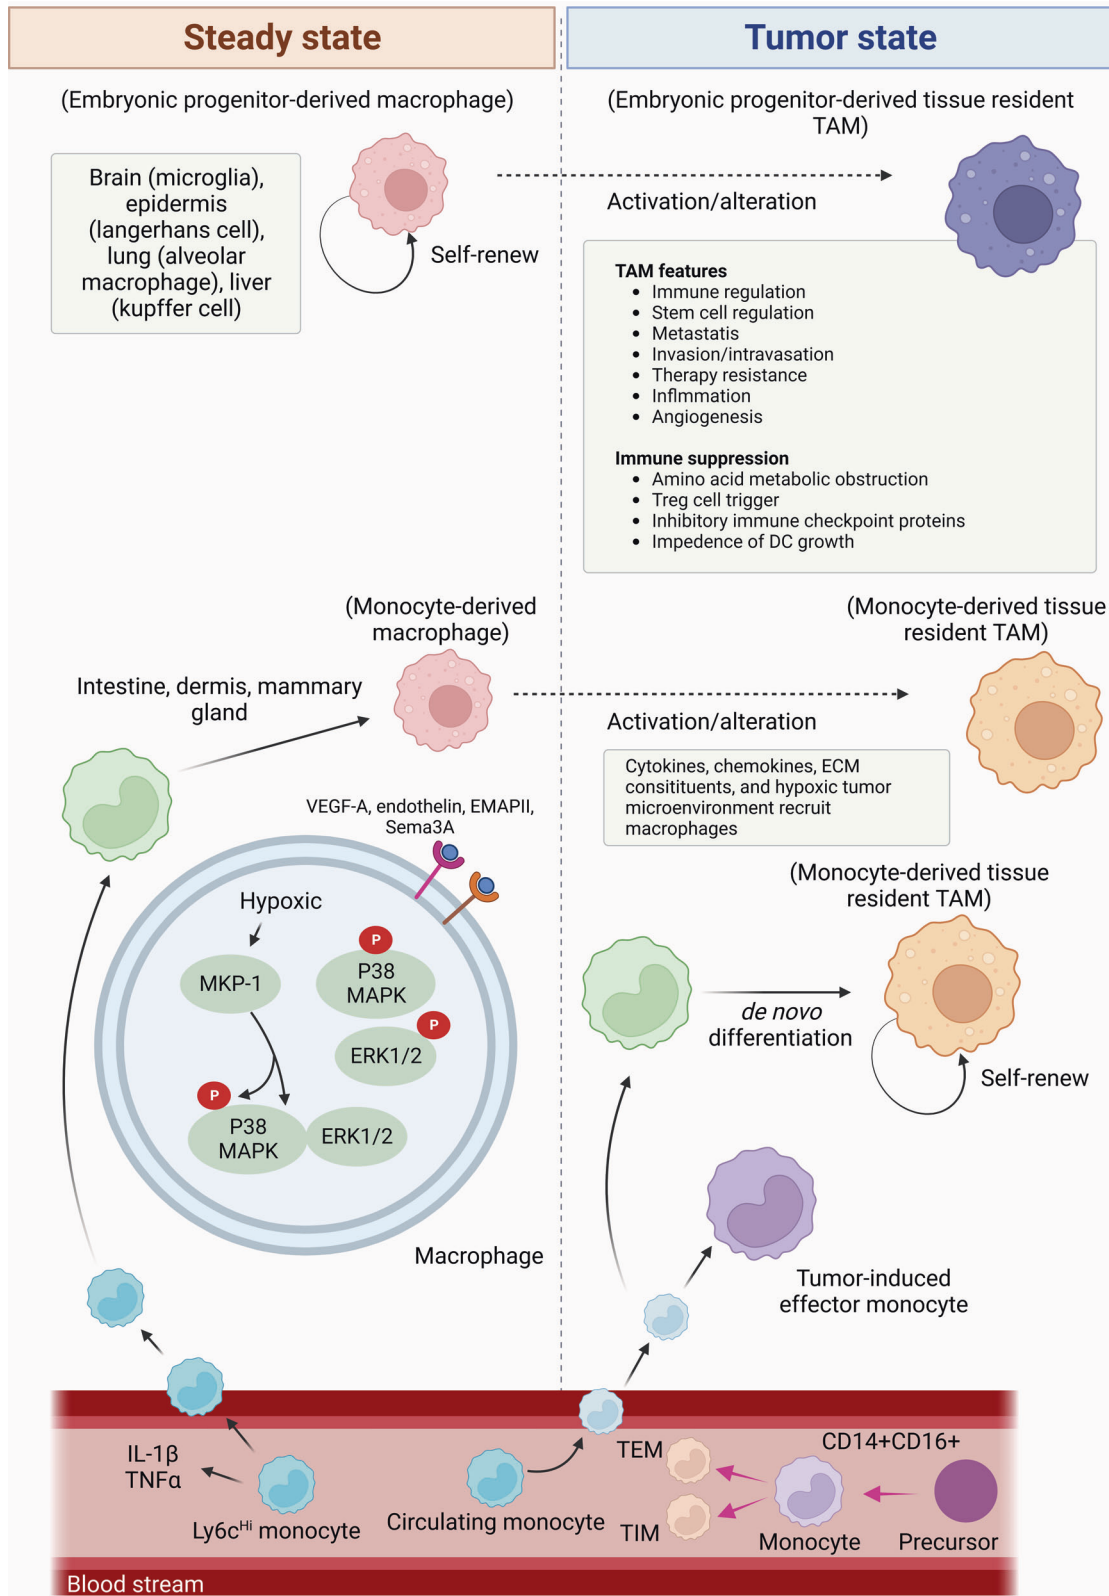 Steady state
Tumor state
(Embryonic progenitor-derived macrophage)
Brain (microglia),
epidermis
(langerhans cell),
lung (alveolar
macrophage), liver
(kupffer cell)
Self-renew
(Embryonic progenitor-derived tissue resident
TAM)
Activation/alteration
TAM features
• Immune regulation
• Stem cell regulation
• Metastatis
• Invasion/intravasation
• Therapy resistance
• Inflmmation
• Angiogenesis
Immune suppression
• Amino acid metabolic obstruction
• Treg cell trigger
• Inhibitory immune checkpoint proteins
• Impedence of DC growth
(Monocyte-derived
macrophage)
Intestine, dermis, mammary
gland
(Monocyte-derived tissue
resident TAM)
Activation/alteration
Cytokines, chemokines, ECM
consitituents, and hypoxic tumor
microenvironment recruit
macrophages
VEGF-A, endothelin, EMAPII,
Sema3A
Hypoxic
MKP-1
P
P38
MAPK
P
ERK1/2
P
P38
MAPK
ERK1/2
Macrophage
(Monocyte-derived tissue
resident TAM)
de novo
differentiation
Self-renew
Tumor-induced
effector monocyte
IL-1β
TNFα
Ly6cHi monocyte
Circulating monocyte
TEM
TIM
CD14+CD16+
Monocyte
Precursor
Blood stream